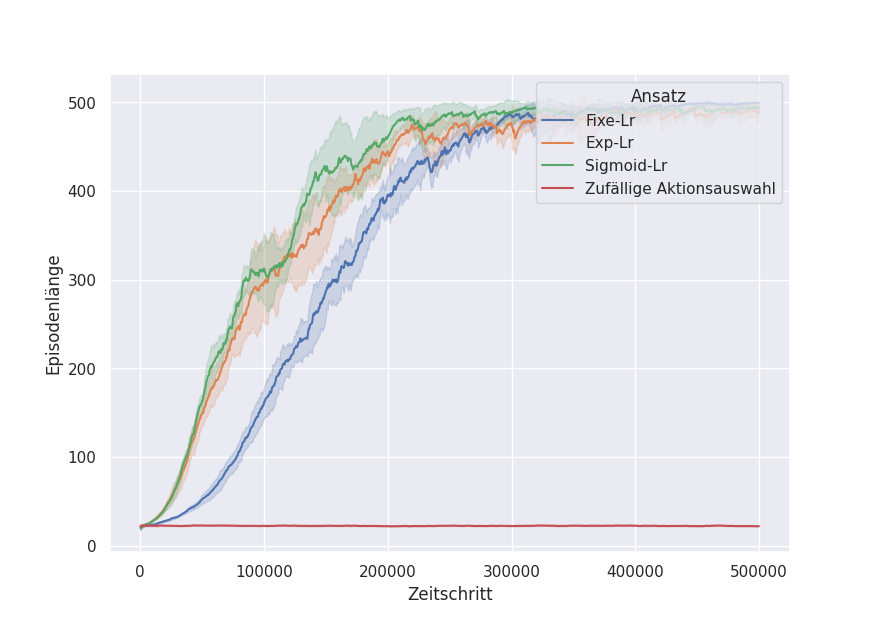 500
400
300
200
100
0
Episodenlänge
Ansatz
Fixe-Lr
Exp-Lr
Sigmoid-Lr
Zufällige Aktionsauswahl
0 100000 200000 300000 400000 500000
Zeitschritt